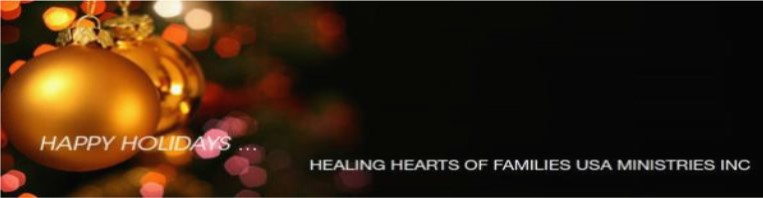 HAPPY HOLIDAYS ...
HEALING HEARTS OF FAMILIES USA MINISTRIES INC